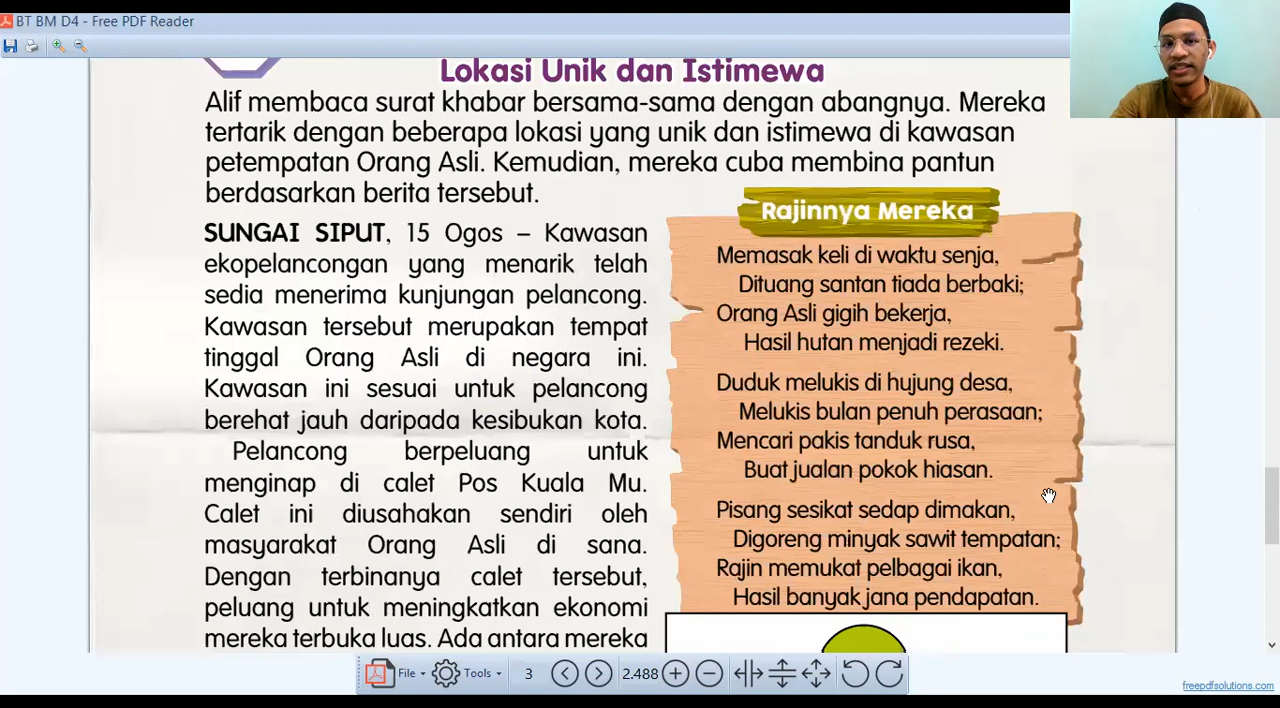 BT BM D4 - Free PDF Reader
Lokasi Unik dan Istimewa
Alif membaca surat khabar bersama-sama dengan abangnya. Mereka
tertarik dengan beberapa lokasi yang unik dan istimewa di kawasan
petempatan Orang Asli. Kemudian, mereka cuba membina pantun
berdasarkan berita tersebut.
SUNGAI SIPUT, 15 Ogos – Kawasan
ekopelancongan yang menarik telah
sedia menerima kunjungan pelancong.
Kawasan tersebut merupakan tempat
tinggal Orang Asli di negara ini.
Kawasan ini sesuai untuk pelancong
berehat jauh daripada kesibukan kota.
Pelancong berpeluang untuk
menginap di calet Pos Kuala Mu.
Calet ini diusahakan sendiri oleh
masyarakat Orang Asli di sana.
Dengan terbinanya calet tersebut,
peluang untuk meningkatkan ekonomi
mereka terbuka luas. Ada antara mereka
Rajinnya Mereka
Memasak keli di waktu senja,
Dituang santan tiada berbaki;
Orang Asli gigih bekerja,
Hasil hutan menjadi rezeki.
Duduk melukis di hujung desa,
Melukis bulan penuh perasaan;
Mencari pakis tanduk rusa,
Buat jualan pokok hiasan.
Pisang sesikat sedap dimakan,
Digoreng minyak sawit tempatan;
Rajin memukat pelbagai ikan,
Hasil banyak jana pendapatan.
File
Tools
3
2.488
freepdfsolutions.com